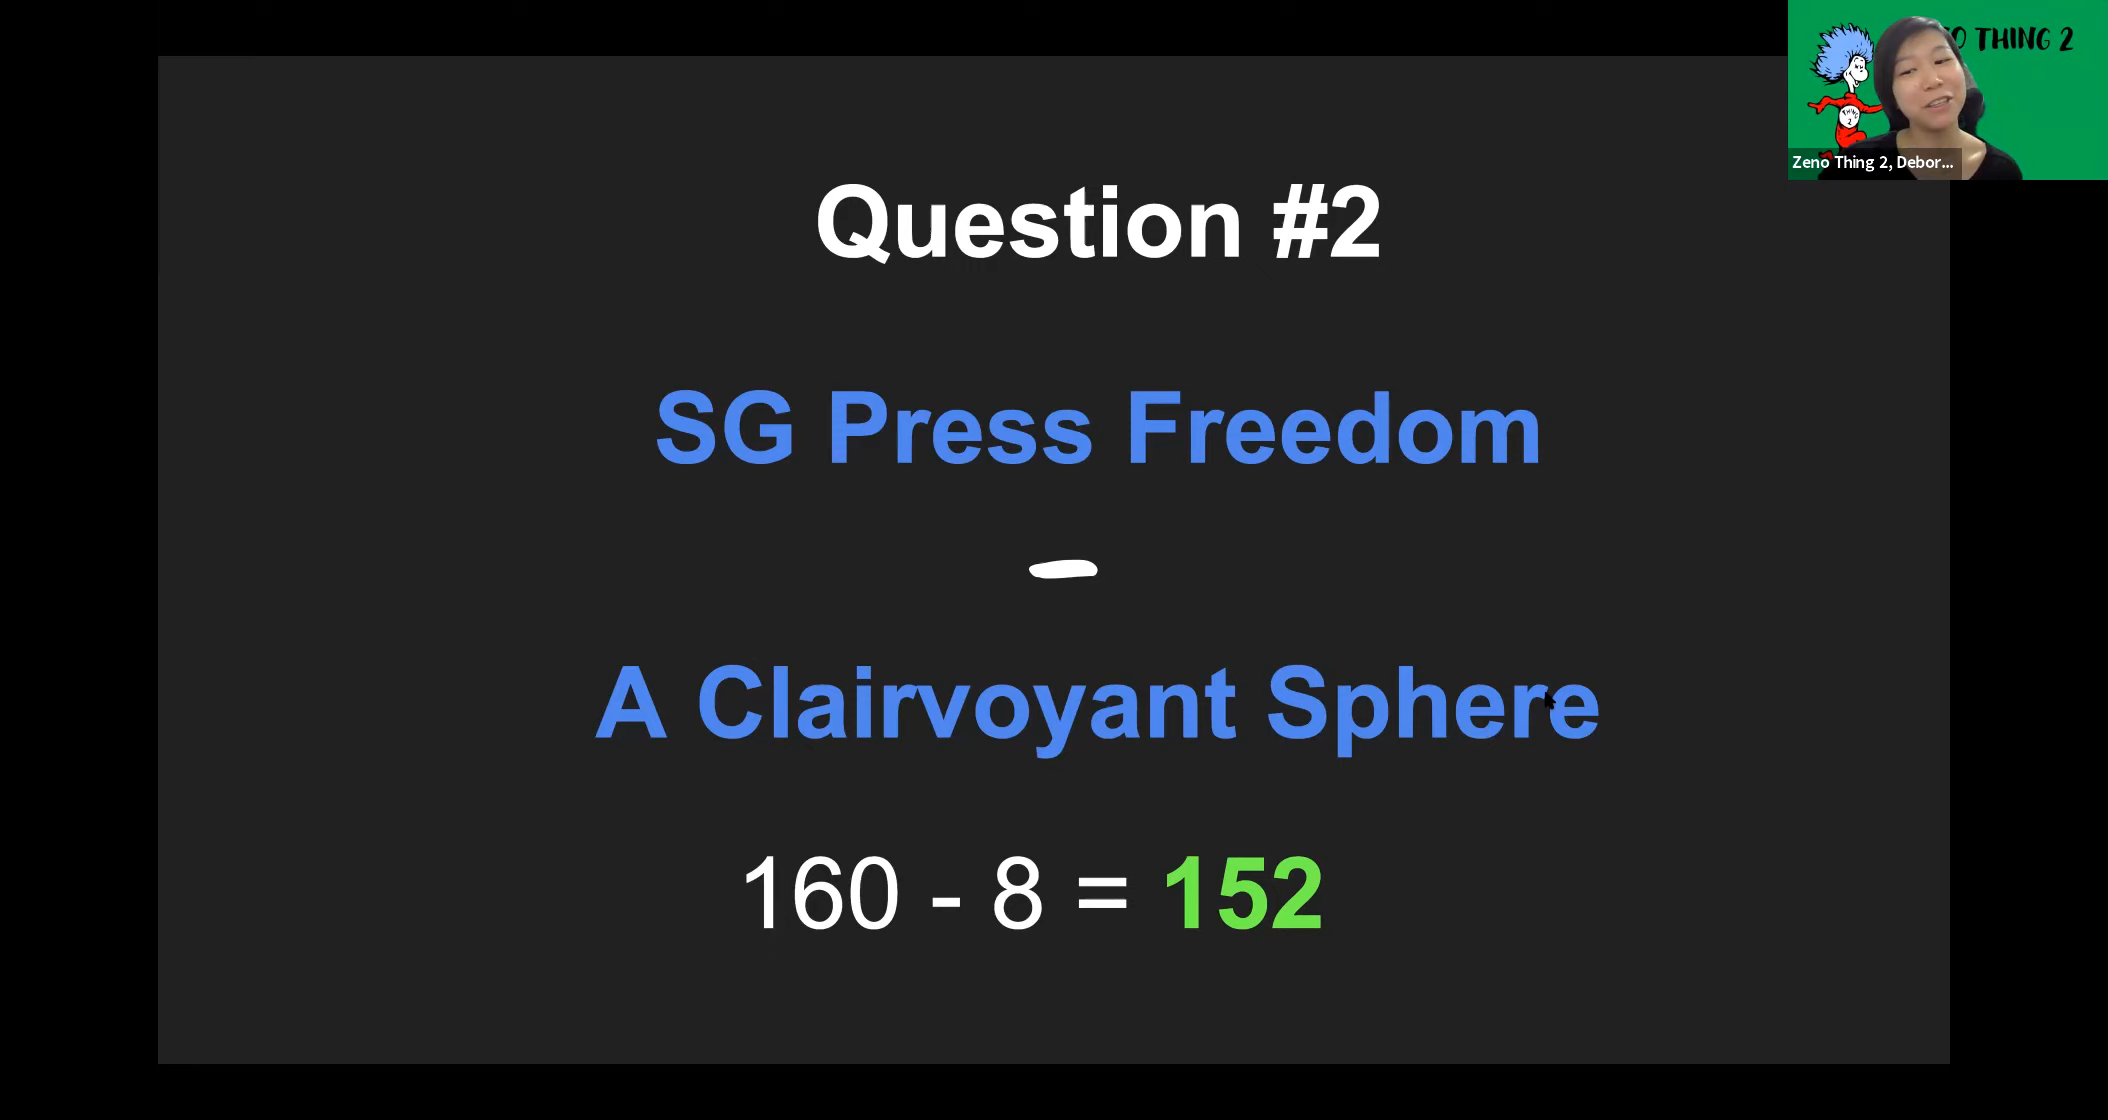 Question #2
SG Press Freedom
-
A Clairvoyant Sphere
160 - 8 = 152
THING 2
Zeno Thing 2, Debor...